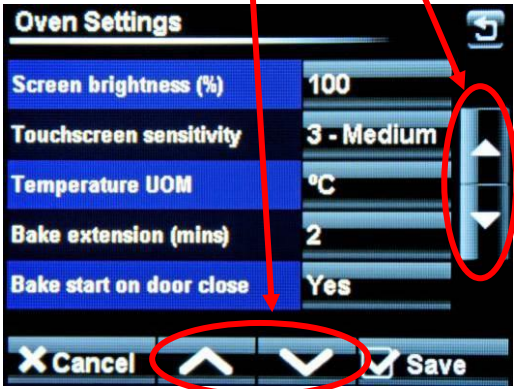 Oven Settings
Screen brightness (%) 100
Touchscreen sensitivity 3 - Medium
Temperature UOM ºC
Bake extension (mins) 2
Bake start on door close Yes
Cancel Save